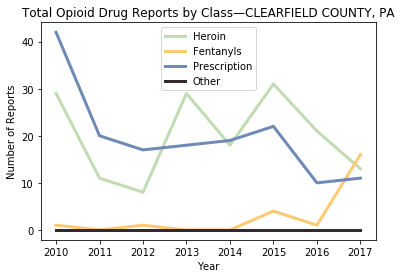 Total Opioid Drug Reports by Class—CLEARFIELD COUNTY, PA
Heroin
Fentanyls
Prescription
Other
Number of Reports
40
30
20
10
0
2010 2011 2012 2013 2014 2015 2016 2017
Year